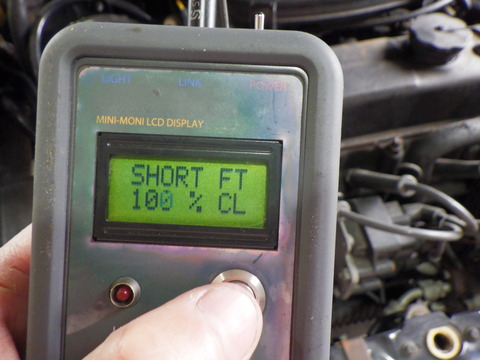 LIGHT LINK POWER
MINI-MONI LCD DISPLAY
SHORT FT
100 % CL